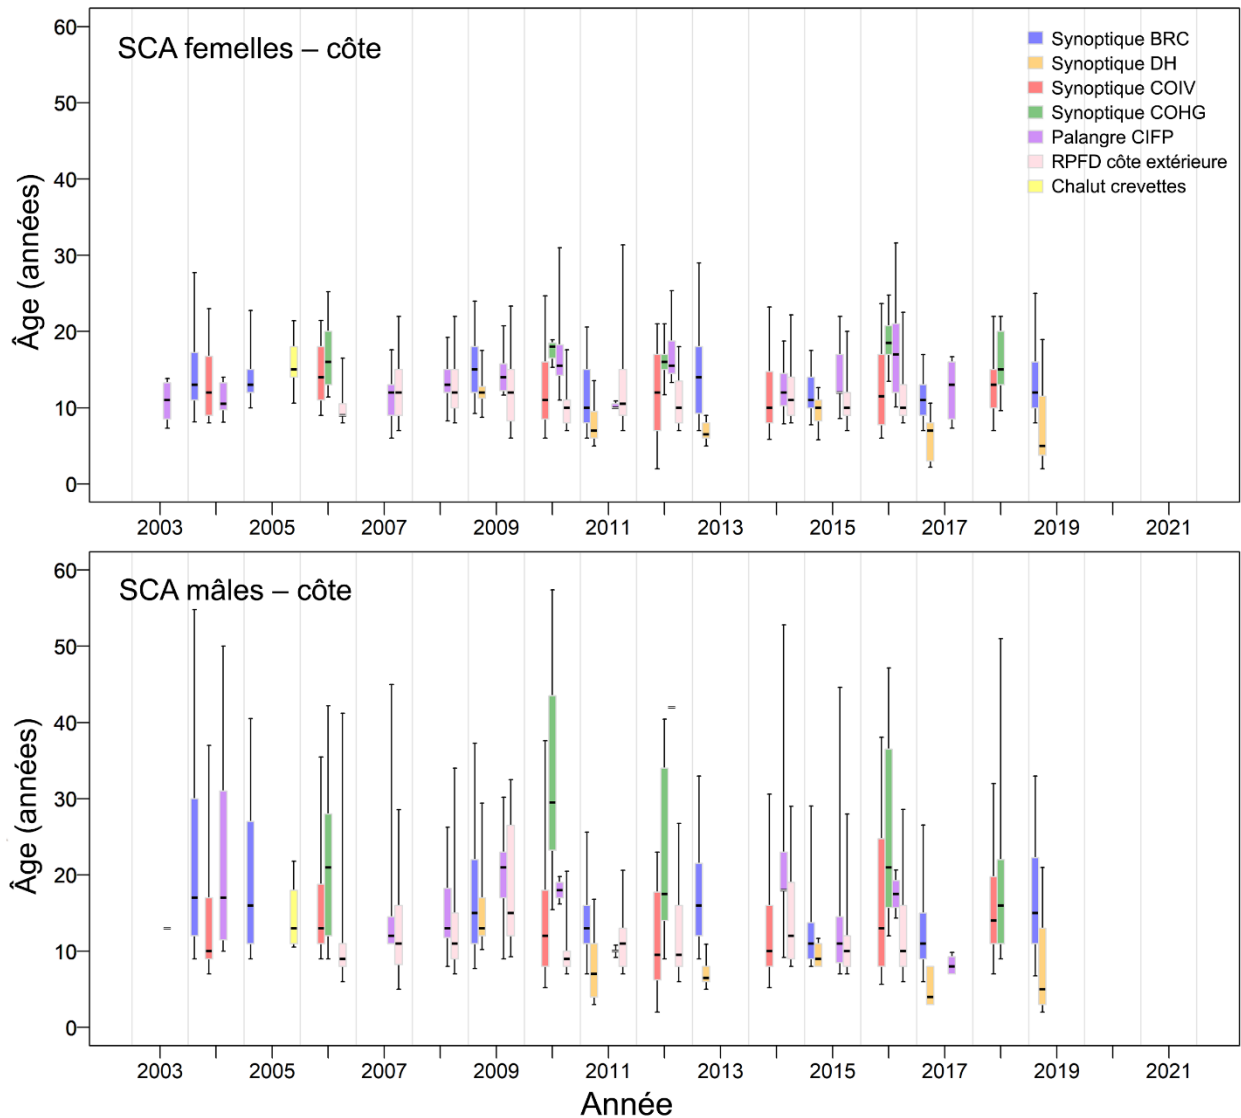 SCA femelles – côte
Synoptique BRC
Synoptique DH
Synoptique COIV
Synoptique COHG
Palangre CIFP
RPFD côte extérieure
Chalut crevettes
Âge (années)
60
50
40
30
20
10
0
2003 2005 2007 2009 2011 2013 2015 2017 2019 2021
SCA mâles – côte
Âge (années)
60
50
40
30
20
10
0
2003 2005 2007 2009 2011 2013 2015 2017 2019 2021
Année